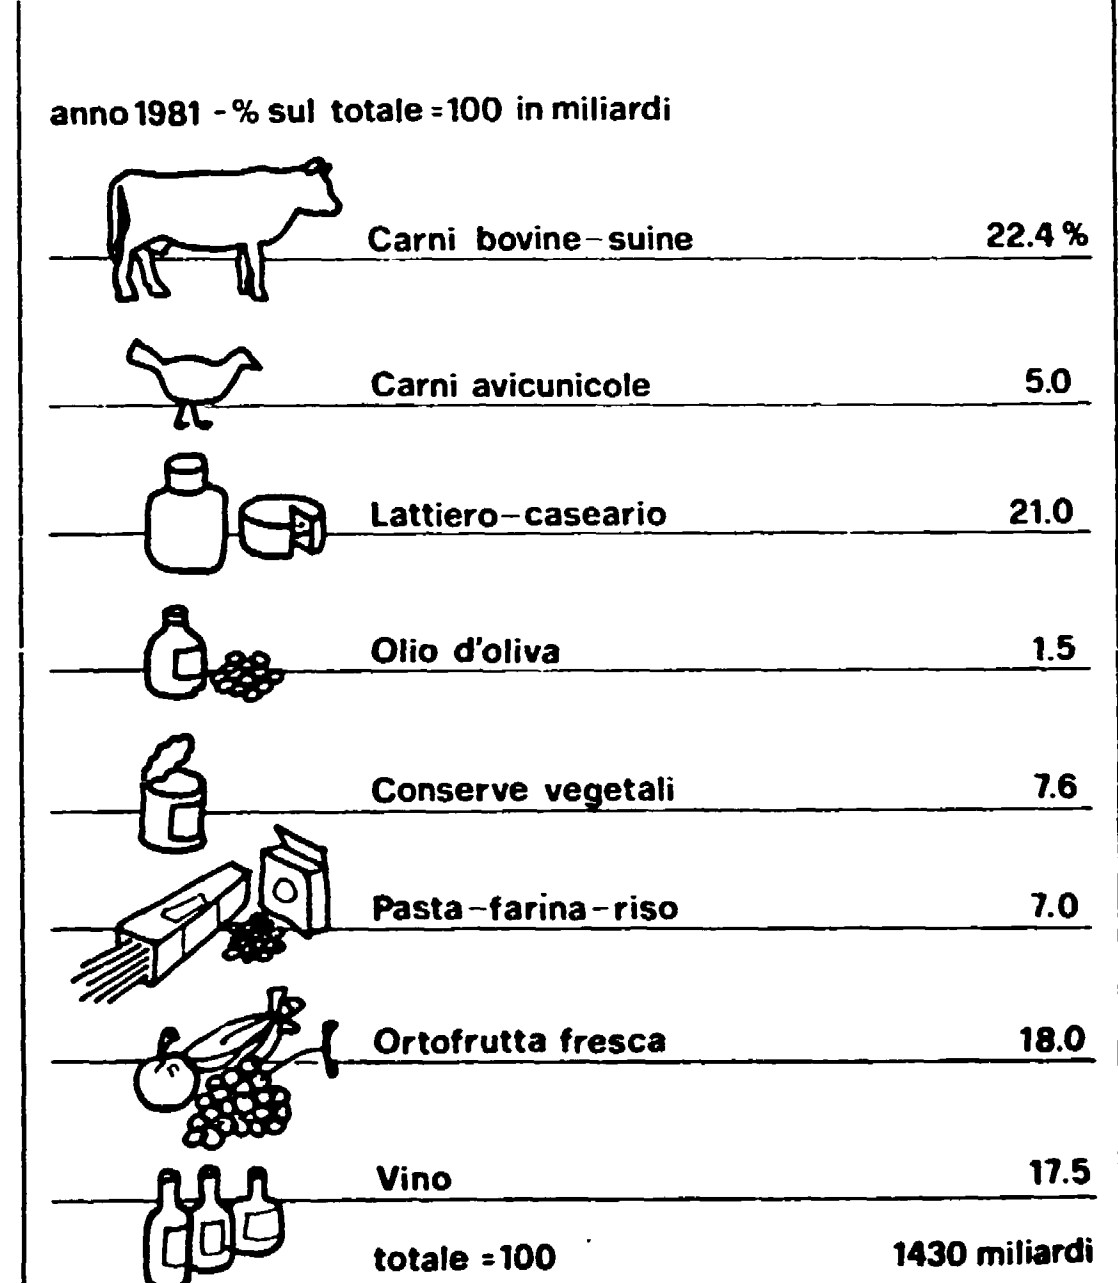 anno 1981 - % sul totale = 100 in miliardi
Carni bovine-suine 22.4 %
Carni avicunicole 5.0
Lattiero-caseario 21.0
Olio d'oliva 1.5
Conserve vegetali 7.6
Pasta-farina-riso 7.0
Ortofrutta fresca 18.0
Vino 17.5
totale = 100 1430 miliardi